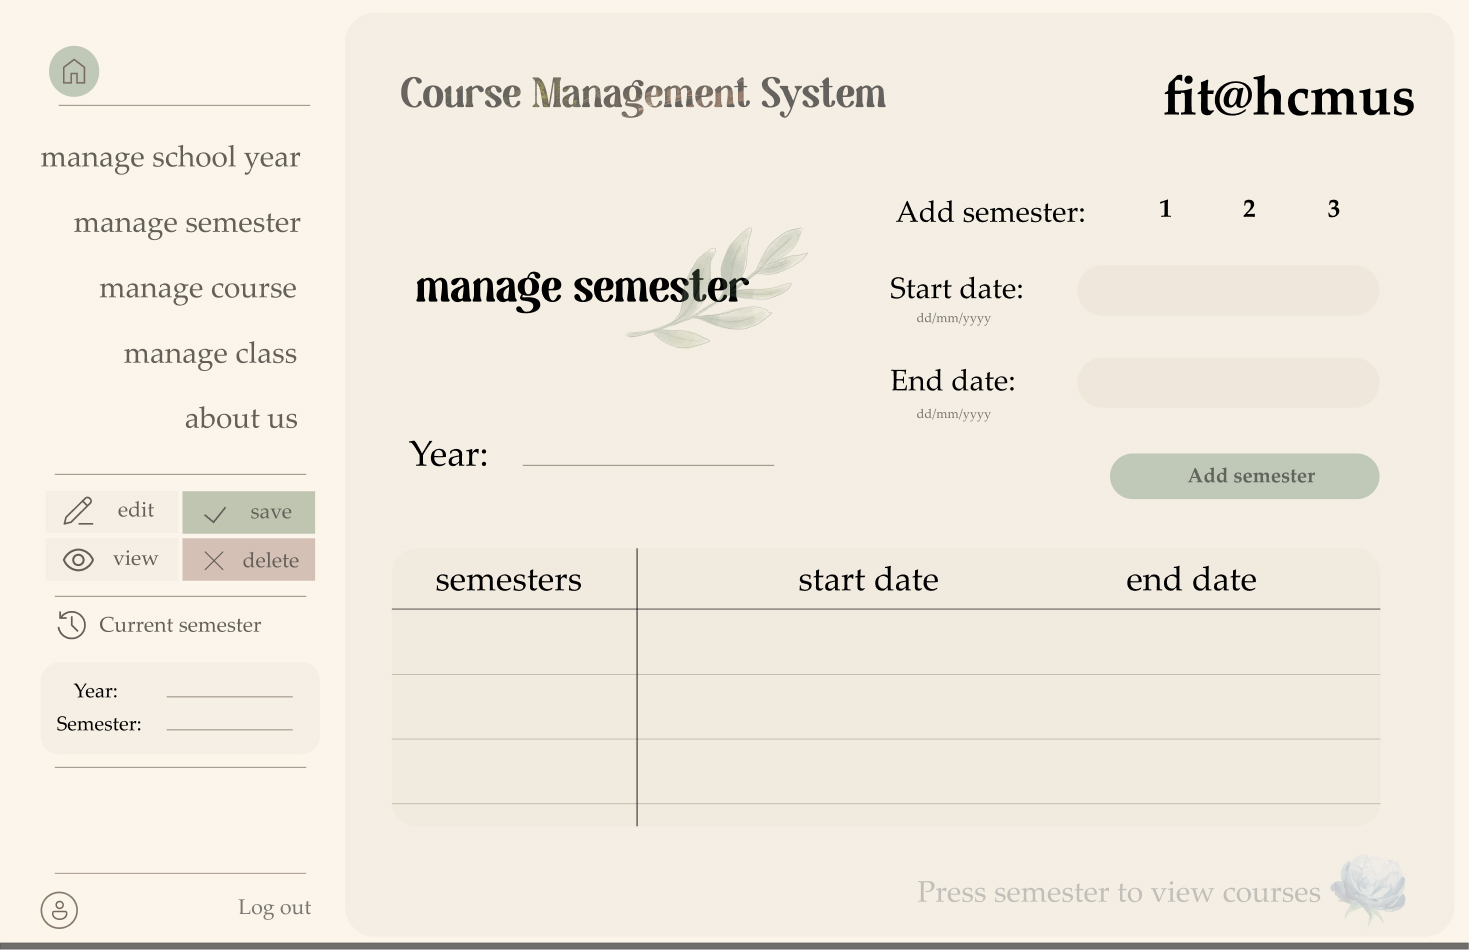 Course Management System
fit@hcmus
manage school year
manage semester
manage course
manage class
about us
edit
save
view
delete
Current semester
Year:
Semester:
Log out
manage semester
Year:
Add semester: 1 2 3
Start date:
dd/mm/yyyy
End date:
dd/mm/yyyy
Add semester
semesters start date end date
Press semester to view courses